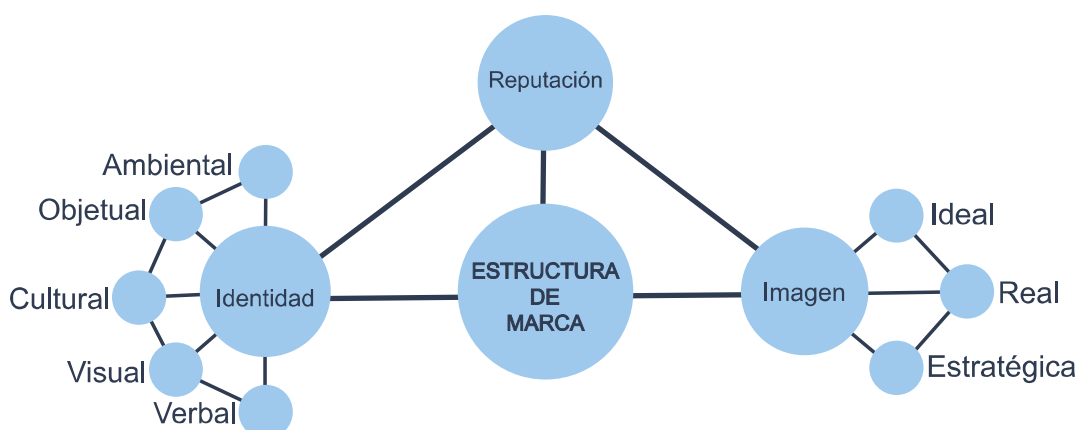 Reputación
Ambiental
Objetual
Cultural
Identidad
Visual
Verbal
ESTRUCTURA
DE
MARCA
Imagen
Ideal
Real
Estratégica